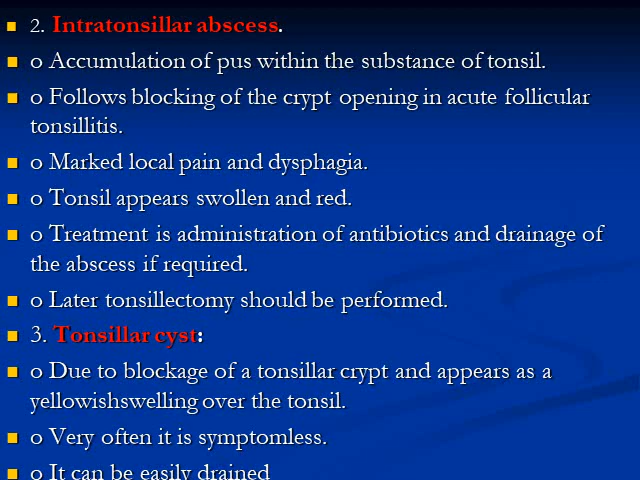 2. Intratonsillar abscess.
o Accumulation of pus within the substance of tonsil.
o Follows blocking of the crypt opening in acute follicular
tonsillitis.
o Marked local pain and dysphagia.
o Tonsil appears swollen and red.
o Treatment is administration of antibiotics and drainage of
the abscess if required.
o Later tonsillectomy should be performed.
3. Tonsillar cyst:
o Due to blockage of a tonsillar crypt and appears as a
yellowishswelling over the tonsil.
o Very often it is symptomless.
o It can be easily drained